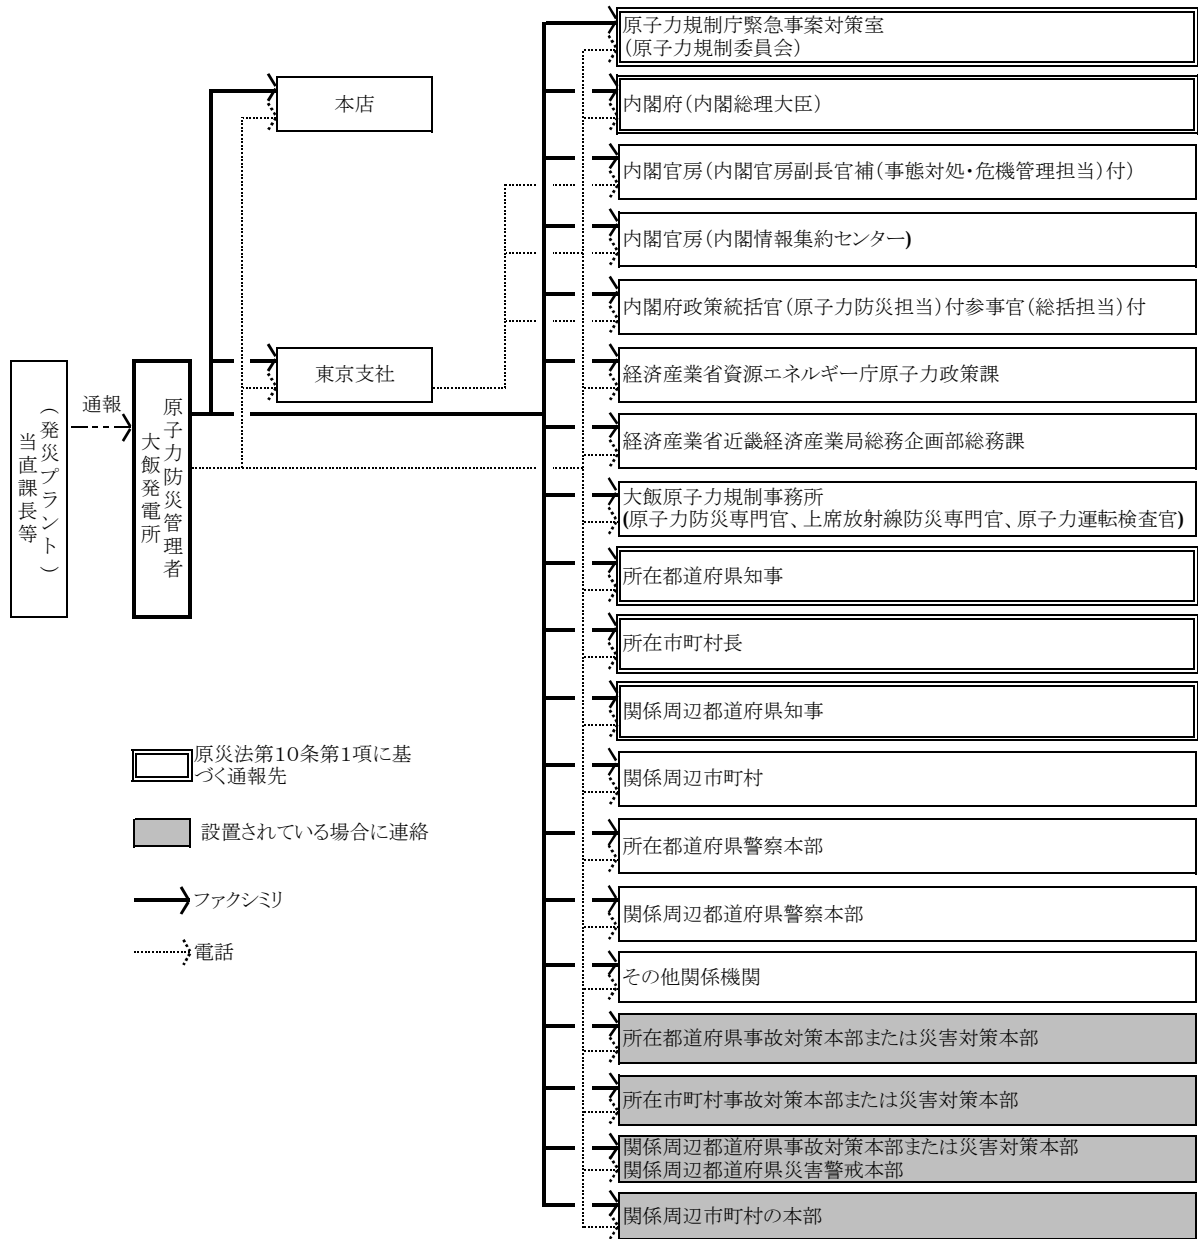 原子力規制庁緊急事案対策室
（原子力規制委員会）
本店
内閣府（内閣総理大臣）
内閣官房（内閣官房副長官補（事態対処・危機管理担当）付）
内閣官房（内閣情報集約センター)
内閣府政策統括官（原子力防災担当）付参事官（総括担当）付
東京支社
経済産業省資源エネルギー庁原子力政策課
（発災プラント）
当直課長等
通報
原子力防災管理者
大飯発電所
経済産業省近畿経済産業局総務企画部総務課
大飯原子力規制事務所
(原子力防災専門官、上席放射線防災専門官、原子力運転検査官)
所在都道府県知事
所在市町村長
関係周辺都道府県知事
関係周辺市町村
所在都道府県警察本部
関係周辺都道府県警察本部
その他関係機関
所在都道府県事故対策本部または災害対策本部
所在市町村事故対策本部または災害対策本部
関係周辺都道府県事故対策本部または災害対策本部
関係周辺都道府県災害警戒本部
関係周辺市町村の本部
原災法第１０条第１項に基
づく通報先
設置されている場合に連絡
ファクシミリ
電話